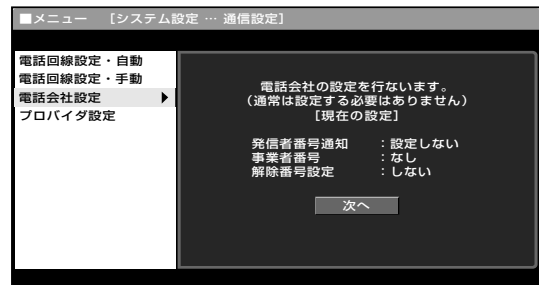 ■メニュー [システム設定 … 通信設定]
電話回線設定・自動
電話回線設定・手動
電話会社設定
プロバイダ設定
電話会社の設定を行ないます。
（通常は設定する必要はありません）
[現在の設定]
発信者番号通知 ：設定しない
事業者番号 ：なし
解除番号設定 ：しない
次へ